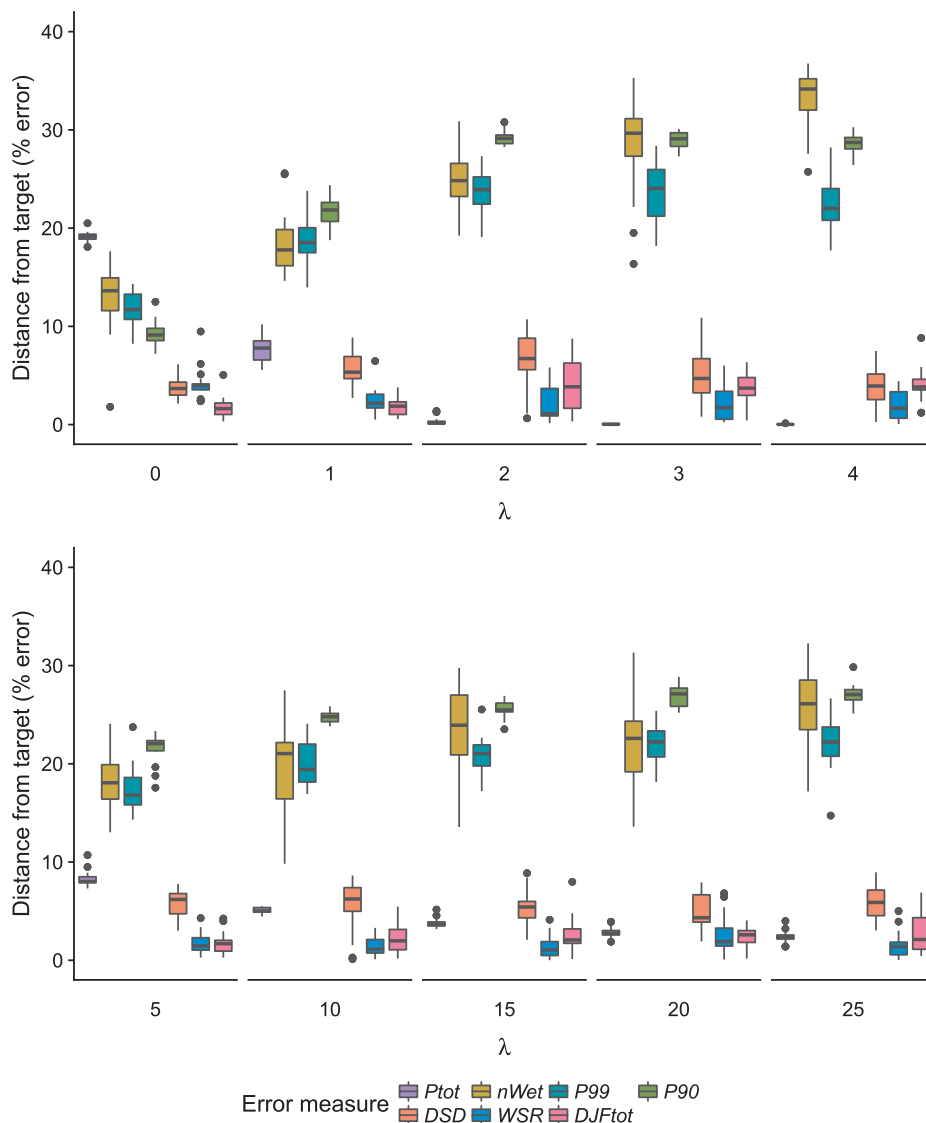 Distance from target (% error)
40
30
20
10
0
0 1 2 3 4
λ
Distance from target (% error)
40
30
20
10
0
5 10 15 20 25
λ
Error measure
Ptot nWet P99 P90
DSD WSR DJFtot